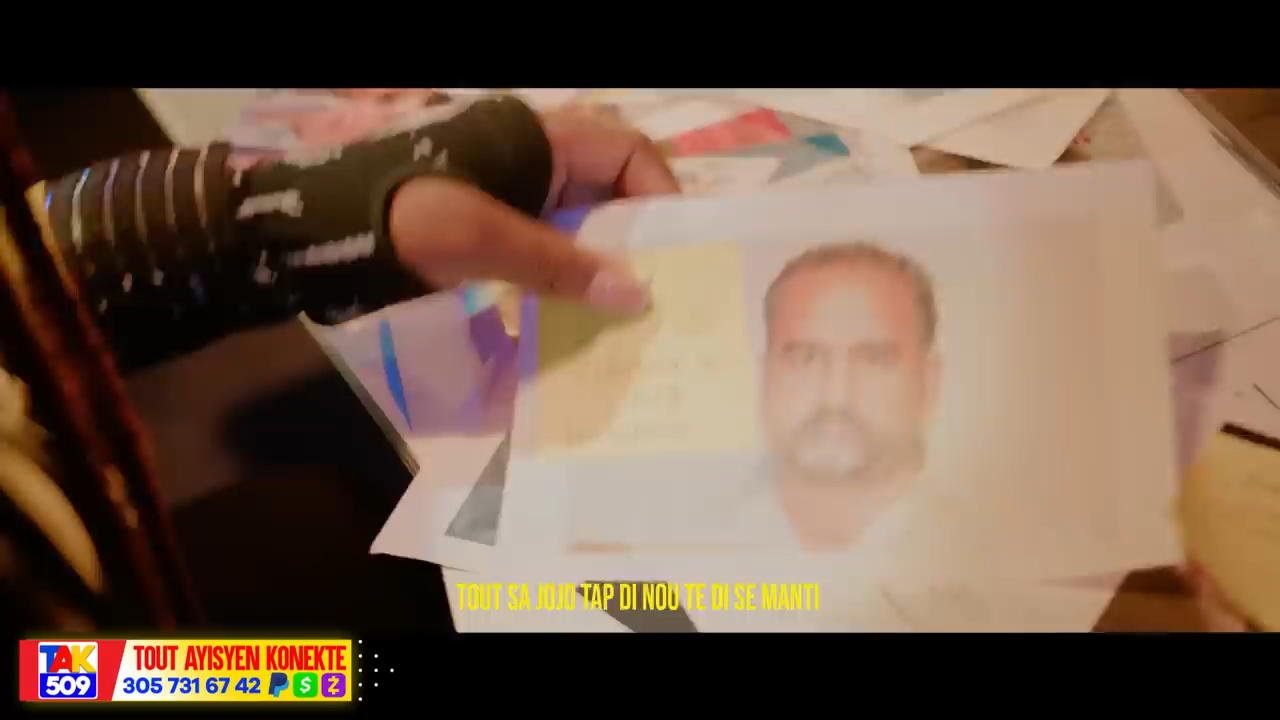 TOUT SA JOJO TAP DI NOU TE DI SE MANTI
TAK
509
TOUT AYISYEN KONEKTE
305 731 67 42